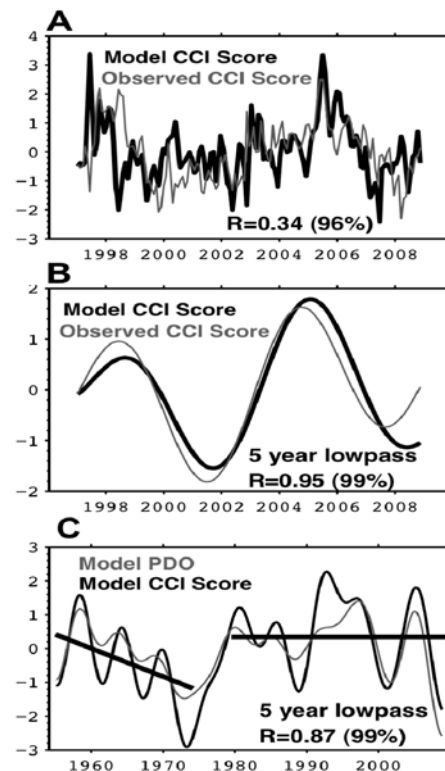 A
4
3
2
1
0
-1
-2
-3
Model CCI Score
Observed CCI Score
R=0.34 (96%)
1998 2000 2002 2004 2006 2008
B
2
1
0
-1
-2
Model CCI Score
Observed CCI Score
5 year lowpass
R=0.95 (99%)
1998 2000 2002 2004 2006 2008
C
3
2
1
0
-1
-2
-3
Model PDO
Model CCI Score
5 year lowpass
R=0.87 (99%)
1960 1970 1980 1990 2000